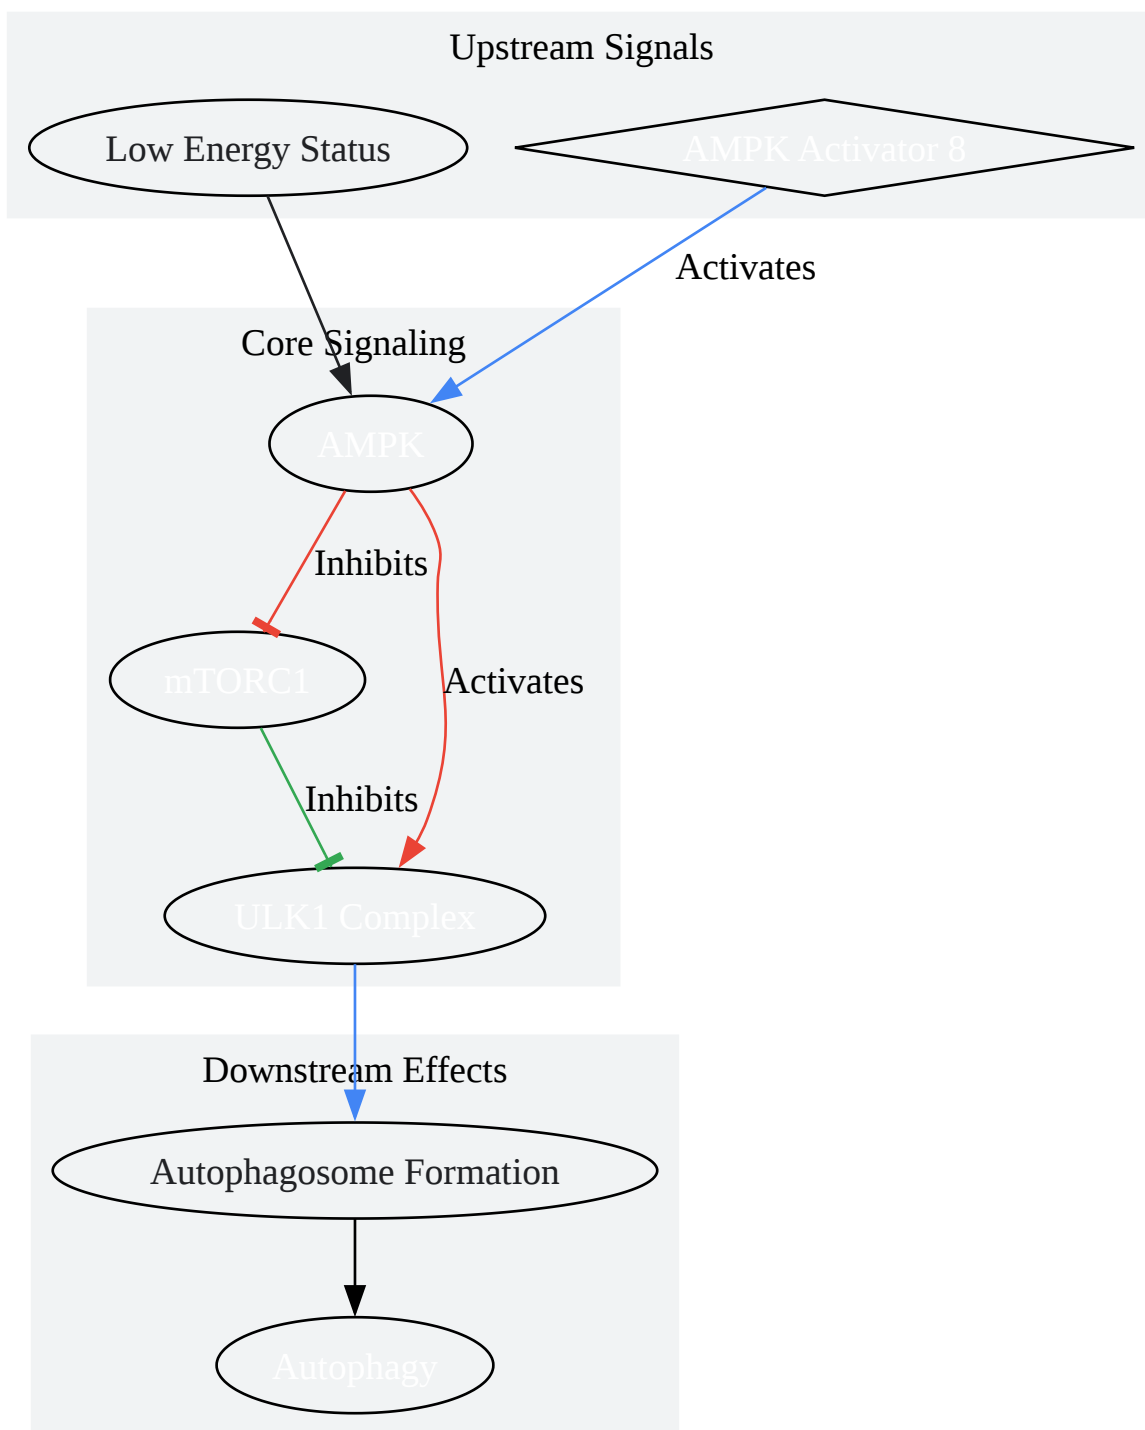 Upstream Signals
Low Energy Status
AMPK Activator 8
Activates
Core Signaling
AMPK
Inhibits
mTORC1
Activates
Inhibits
ULK1 Complex
Downstream Effects
Autophagosome Formation
Autophagy